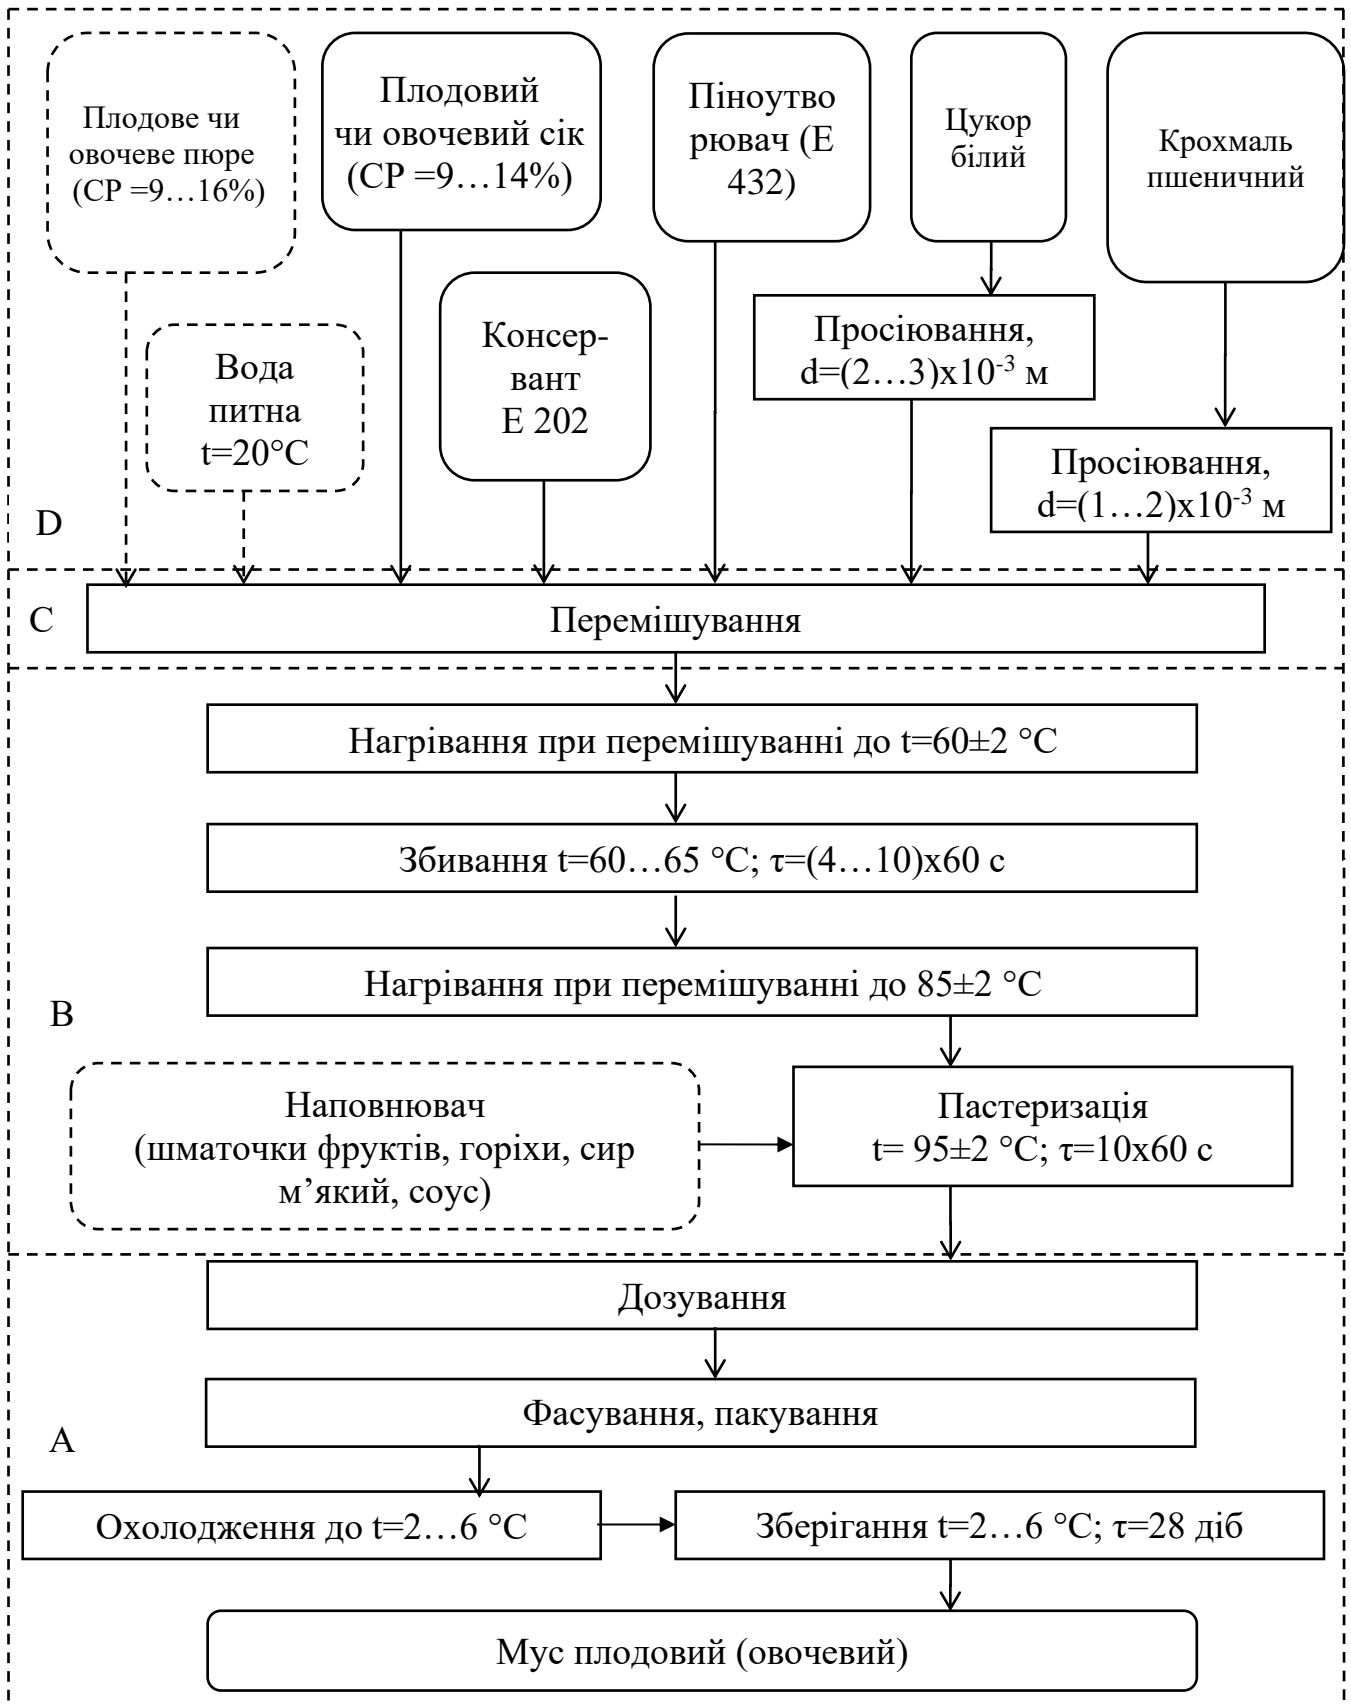 Плодове чи
овочеве пюре
(СР =9…16%)
Плодовий
чи овочевий сік
(СР =9…14%)
Піноутво
рювач (Е
432)
Цукор
білий
Крохмаль
пшеничний
Вода
питна
t=20°C
Консер-
вант
Е 202
Просіювання,
d=(2…3)x10⁻³ м
Просіювання,
d=(1…2)x10⁻³ м
D
C
Перемішування
Нагрівання при перемішуванні до t=60±2 °C
Збивання t=60…65 °C; τ=(4…10)x60 с
Нагрівання при перемішуванні до 85±2 °C
B
Наповнювач
(шматочки фруктів, горіхи, сир
м’який, соус)
Пастеризація
t= 95±2 °C; τ=10x60 с
Дозування
Фасування, пакування
A
Охолодження до t=2…6 °C
Зберігання t=2…6 °C; τ=28 діб
Мус плодовий (овочевий)